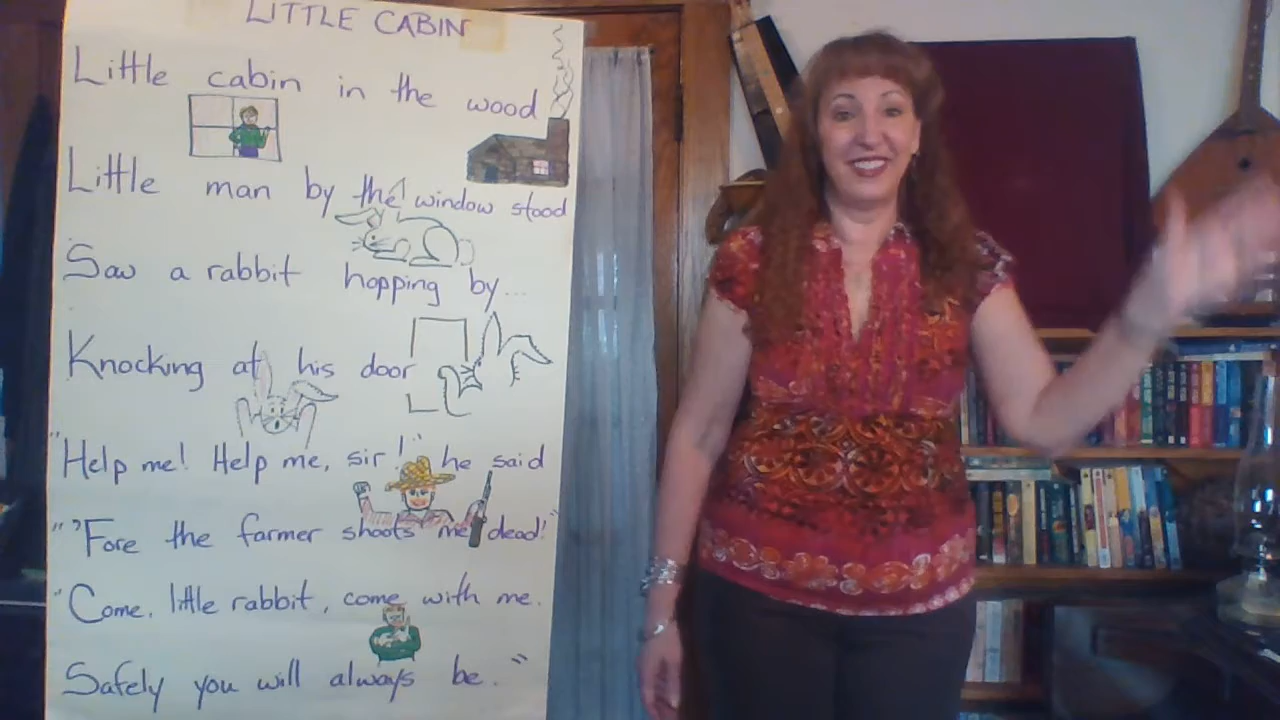 LITTLE CABIN
Little cabin in the wood
Little man by the window stood
Saw a rabbit hopping by...
Knocking at his door
"Help me! Help me, sir!" he said
"'Fore the farmer shoots me dead!"
"Come, little rabbit, come with me.
Safely you will always be."